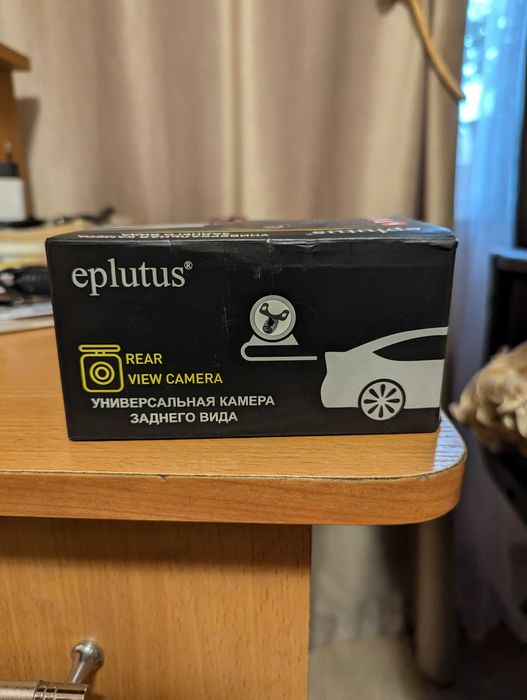 eplutus
eplutus®
REAR
VIEW CAMERA
УНИВЕРСАЛЬНАЯ КАМЕРА
ЗАДНЕГО ВИДА